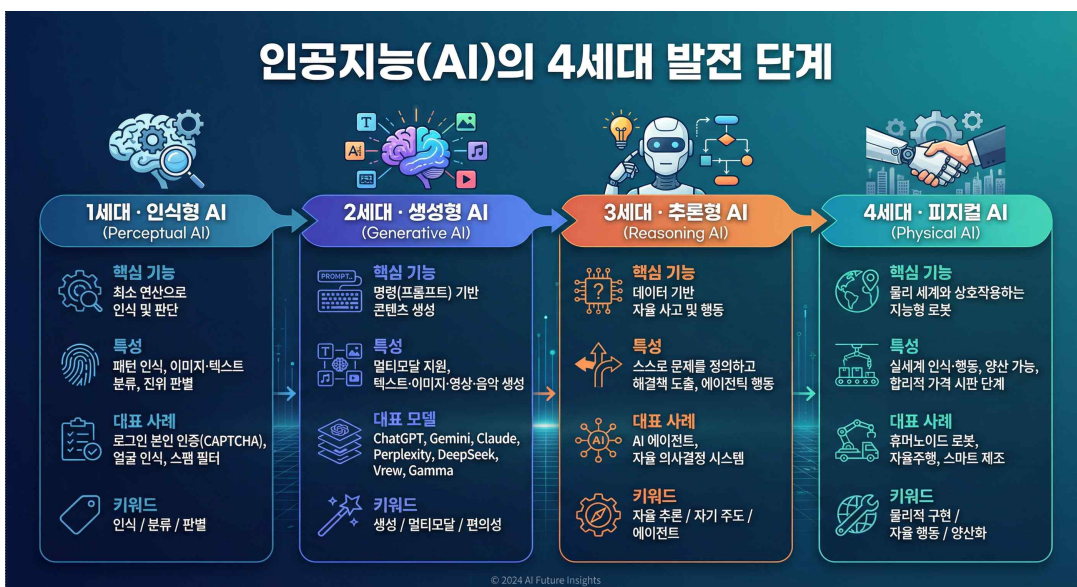 인공지능(AI)의 4세대 발전 단계
T
A
1세대 · 인식형 AI
(Perceptual AI)
핵심 기능
최소 연산으로
인식 및 판단
특성
패턴 인식, 이미지·텍스트
분류, 진위 판별
대표 사례
로그인 본인 인증(CAPTCHA),
얼굴 인식, 스팸 필터
키워드
인식 / 분류 / 판별
2세대 · 생성형 AI
(Generative AI)
PROMPT...
핵심 기능
명령(프롬프트) 기반
콘텐츠 생성
T
특성
멀티모달 지원,
텍스트·이미지·영상·음악 생성
대표 모델
ChatGPT, Gemini, Claude,
Perplexity, DeepSeek,
Vrew, Gamma
키워드
생성 / 멀티모달 / 편의성
3세대 · 추론형 AI
(Reasoning AI)
?
핵심 기능
데이터 기반
자율 사고 및 행동
특성
스스로 문제를 정의하고
해결책 도출, 에이전틱 행동
AI
대표 사례
AI 에이전트,
자율 의사결정 시스템
키워드
자율 추론 / 자기 주도 /
에이전트
4세대 · 피지컬 AI
(Physical AI)
핵심 기능
물리 세계와 상호작용하는
지능형 로봇
특성
실세계 인식·행동, 양산 가능,
합리적 가격 시판 단계
대표 사례
휴머노이드 로봇,
자율주행, 스마트 제조
키워드
물리적 구현 /
자율 행동 / 양산화
© 2024 AI Future Insights